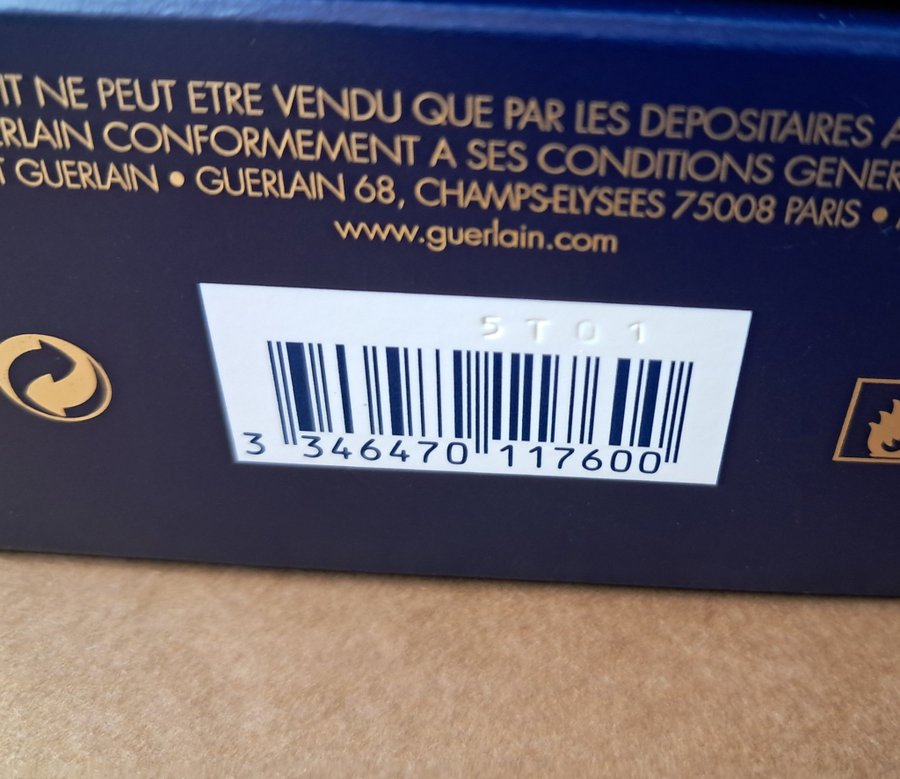 IT NE PEUT ETRE VENDU QUE PAR LES DEPOSITAIRES A
ERLAIN CONFORMEMENT A SES CONDITIONS GENER
T GUERLAIN • GUERLAIN 68, CHAMPS-ELYSEES 75008 PARIS •
www.guerlain.com
5T01
3 346470 117600